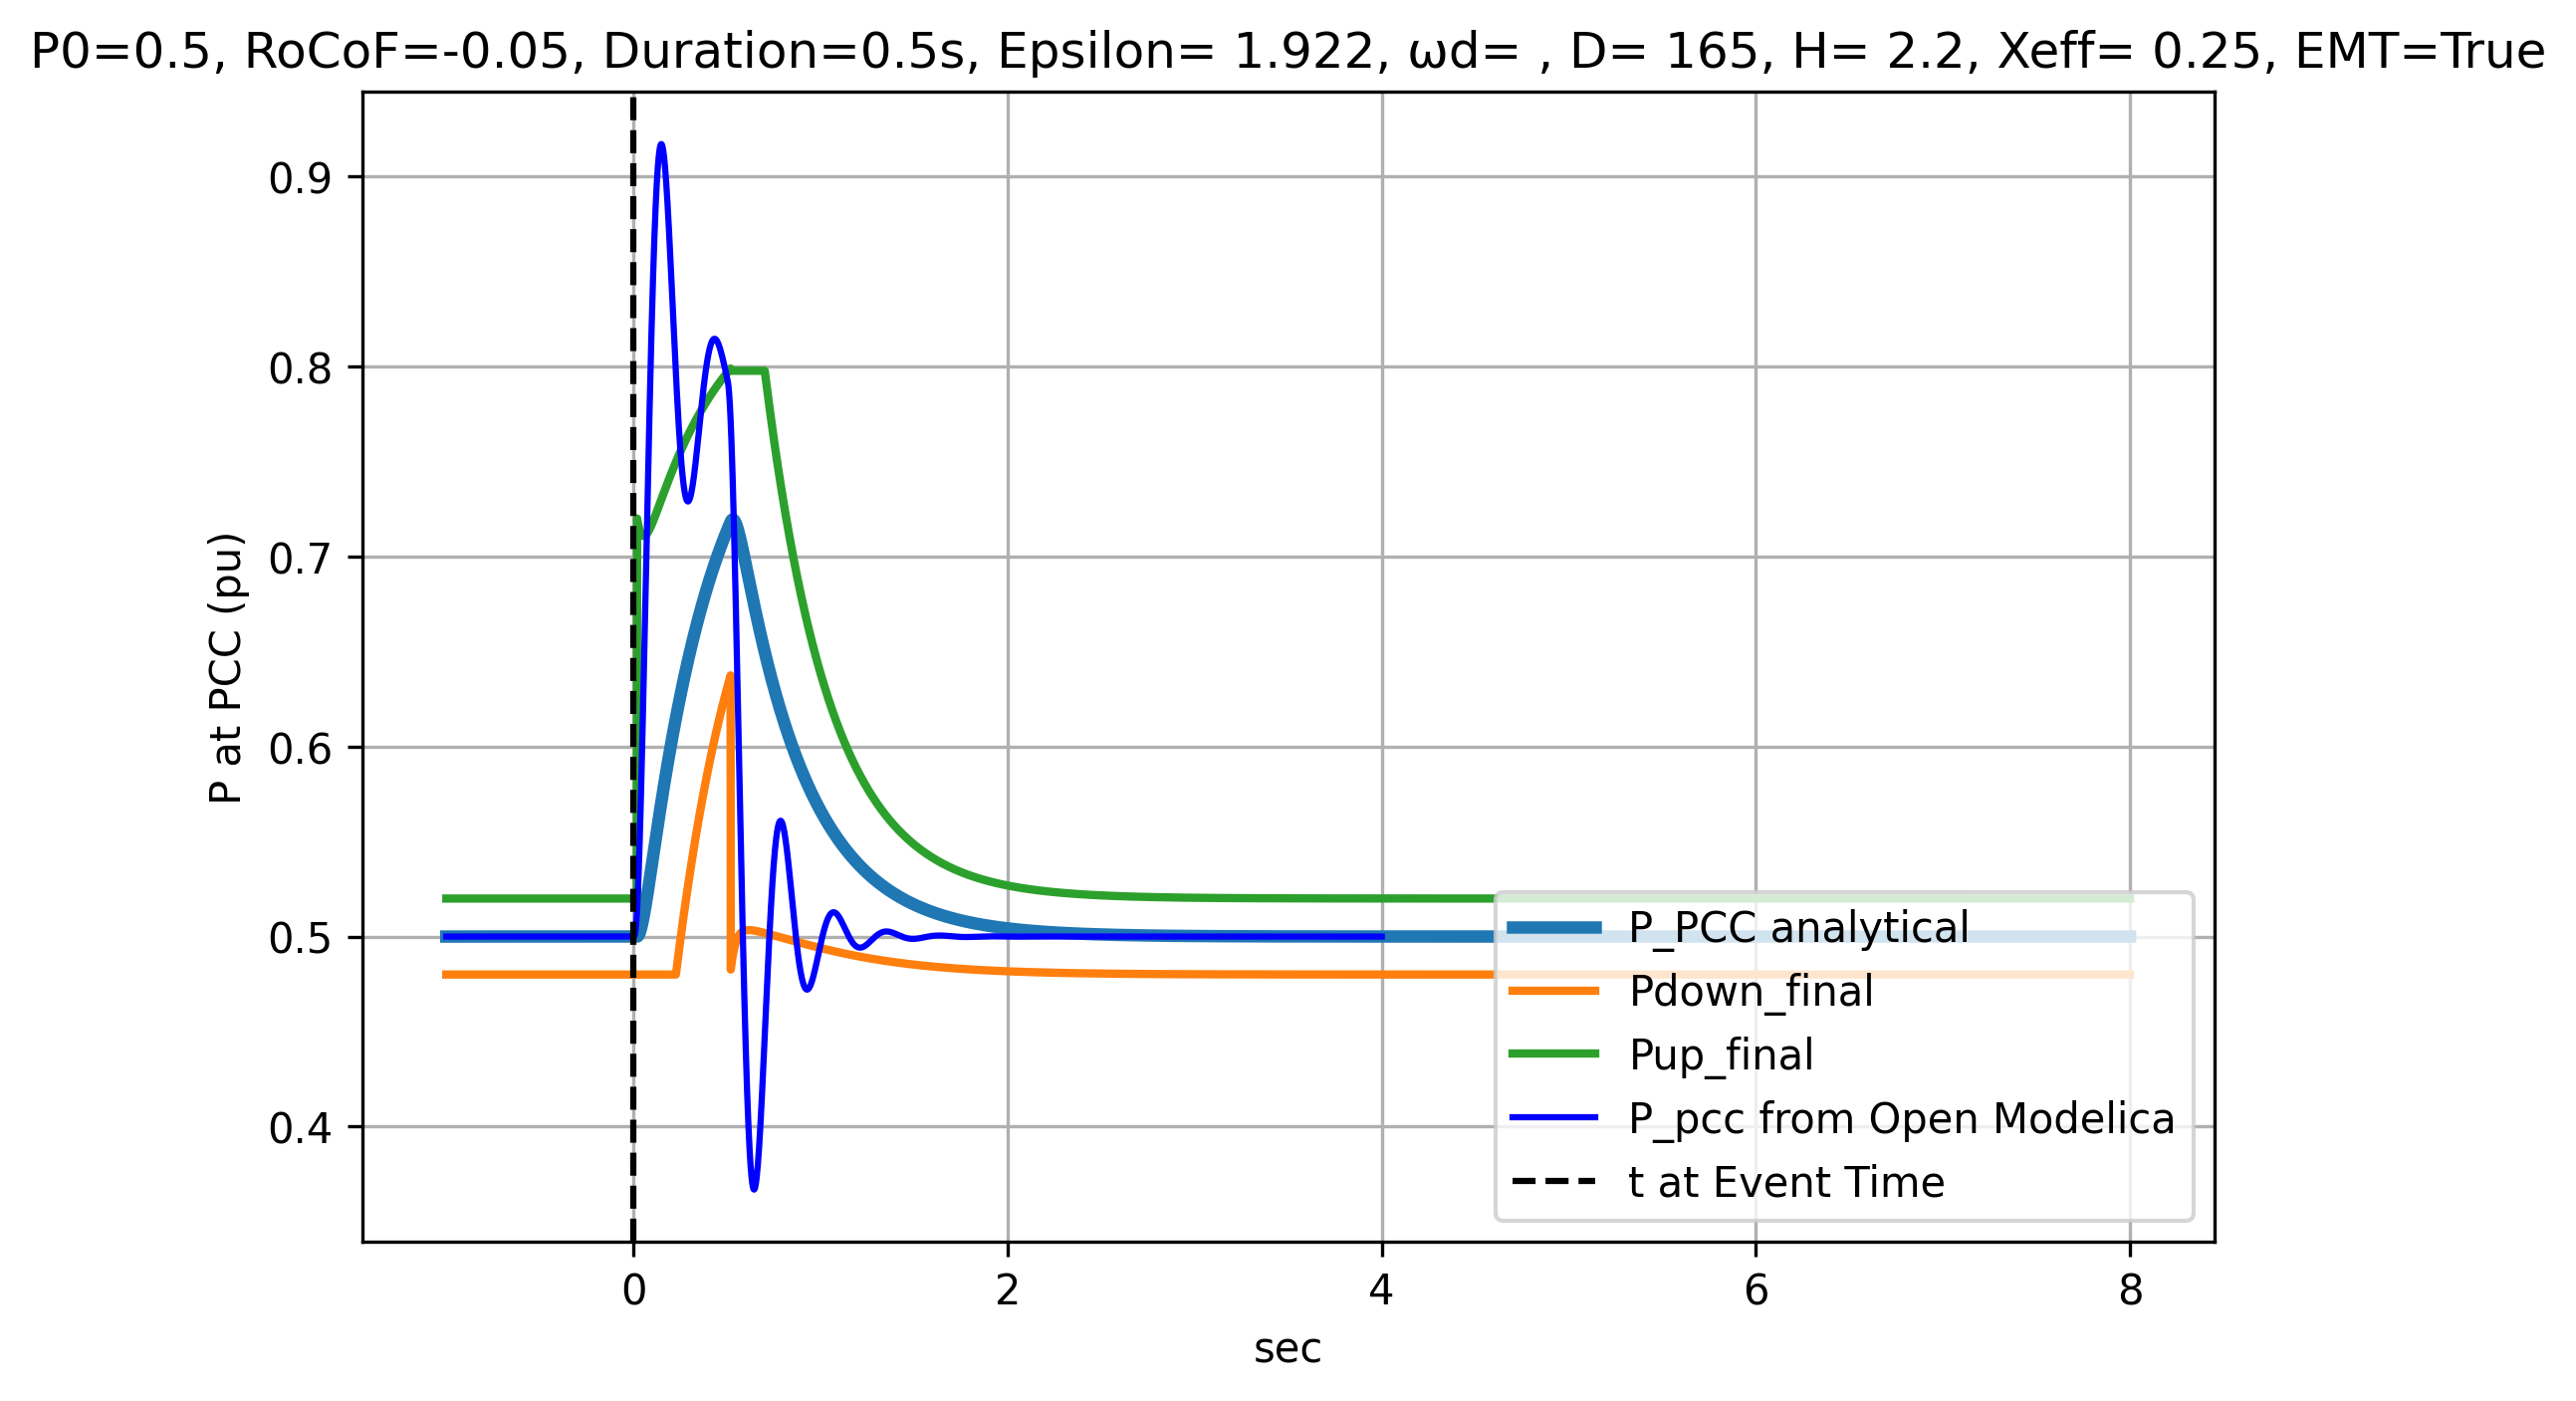 P0=0.5, RoCoF=-0.05, Duration=0.5s, Epsilon= 1.922, ωd= , D= 165, H= 2.2, Xeff= 0.25, EMT=True
0.9
0.8
0.7
0.6
0.5
0.4
P at PCC (pu)
P_PCC analytical
Pdown_final
Pup_final
P_pcc from Open Modelica
t at Event Time
0 2 4 6 8
sec